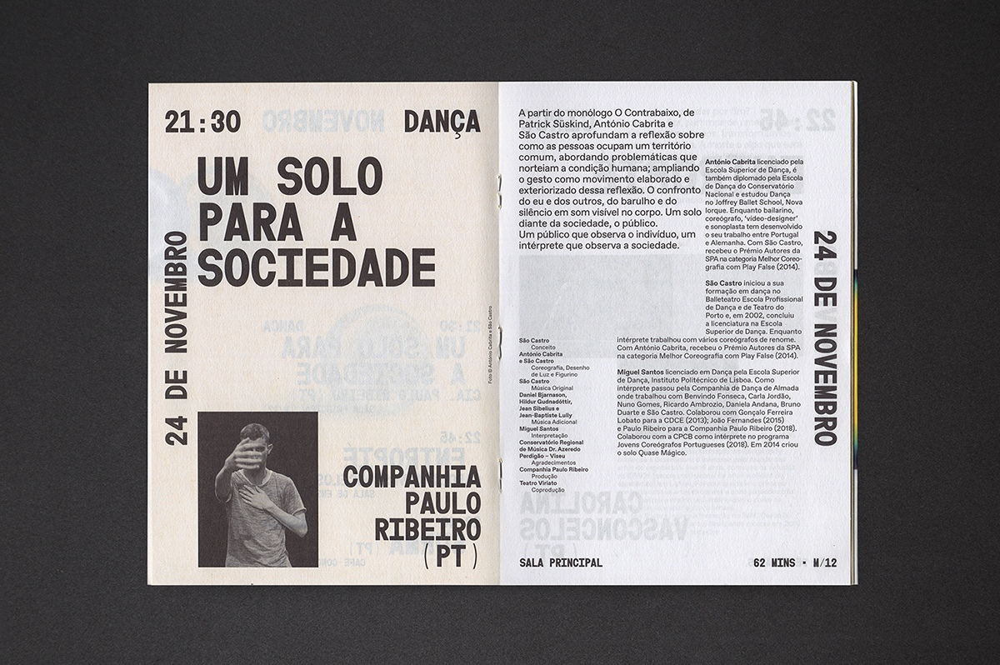 21:30
DANÇA
UM SOLO
PARA A
SOCIEDADE
24 DE NOVEMBRO
Foto © António Cabrita e São Castro
COMPANHIA
PAULO
RIBEIRO
(PT)
A partir do monólogo O Contrabaixo, de
Patrick Süskind, António Cabrita e
São Castro aprofundam a reflexão sobre
como as pessoas ocupam um território
comum, abordando problemáticas que
norteiam a condição humana; ampliando
o gesto como movimento elaborado e
exteriorizado dessa reflexão. O confronto
do eu e dos outros, do barulho e do
silêncio em som visível no corpo. Um solo
diante da sociedade, o público.
Um público que observa o indivíduo, um
intérprete que observa a sociedade.
António Cabrita licenciado pela
Escola Superior de Dança, é
também diplomado pela Escola
de Dança do Conservatório
Nacional e estudou Dança
no Joffrey Ballet School, Nova
Iorque. Enquanto bailarino,
coreógrafo, 'vídeo-designer'
e sonoplasta tem desenvolvido
o seu trabalho entre Portugal
e Alemanha. Com São Castro,
recebeu o Prémio Autores da
SPA na categoria Melhor Coreo-
grafia com Play False (2014).
São Castro iniciou a sua
formação em dança no
Balleteatro Escola Profissional
de Dança e de Teatro do
Porto e, em 2002, concluiu
a licenciatura na Escola
Superior de Dança. Enquanto
intérprete trabalhou com vários coreógrafos de renome.
Com António Cabrita, recebeu o Prémio Autores da SPA
na categoria Melhor Coreografia com Play False (2014).
Miguel Santos licenciado em Dança pela Escola Superior
de Dança, Instituto Politécnico de Lisboa. Como
intérprete passou pela Companhia de Dança de Almada
onde trabalhou com Benvindo Fonseca, Carla Jordão,
Nuno Gomes, Ricardo Ambrozio, Daniela Andana, Bruno
Duarte e São Castro. Colaborou com Gonçalo Ferreira
Lobato para a CDCE (2013); João Fernandes (2015)
e Paulo Ribeiro para a Companhia Paulo Ribeiro (2018).
Colaborou com a CPCB como intérprete no programa
Jovens Coreógrafos Portugueses (2018). Em 2014 criou
o solo Quase Mágico.
São Castro
Conceito
António Cabrita
e São Castro
Coreografia, Desenho
de Luz e Figurino
São Castro
Música Original
Daniel Bjarnason,
Hildur Gudnadóttir,
Jean Sibelius e
Jean-Baptiste Lully
Música Adicional
Miguel Santos
Interpretação
Conservatório Regional
de Música Dr. Azeredo
Perdigão – Viseu
Agradecimentos
Companhia Paulo Ribeiro
Produção
Teatro Viriato
Coprodução
24 DE NOVEMBRO
SALA PRINCIPAL
62 MINS · M/12